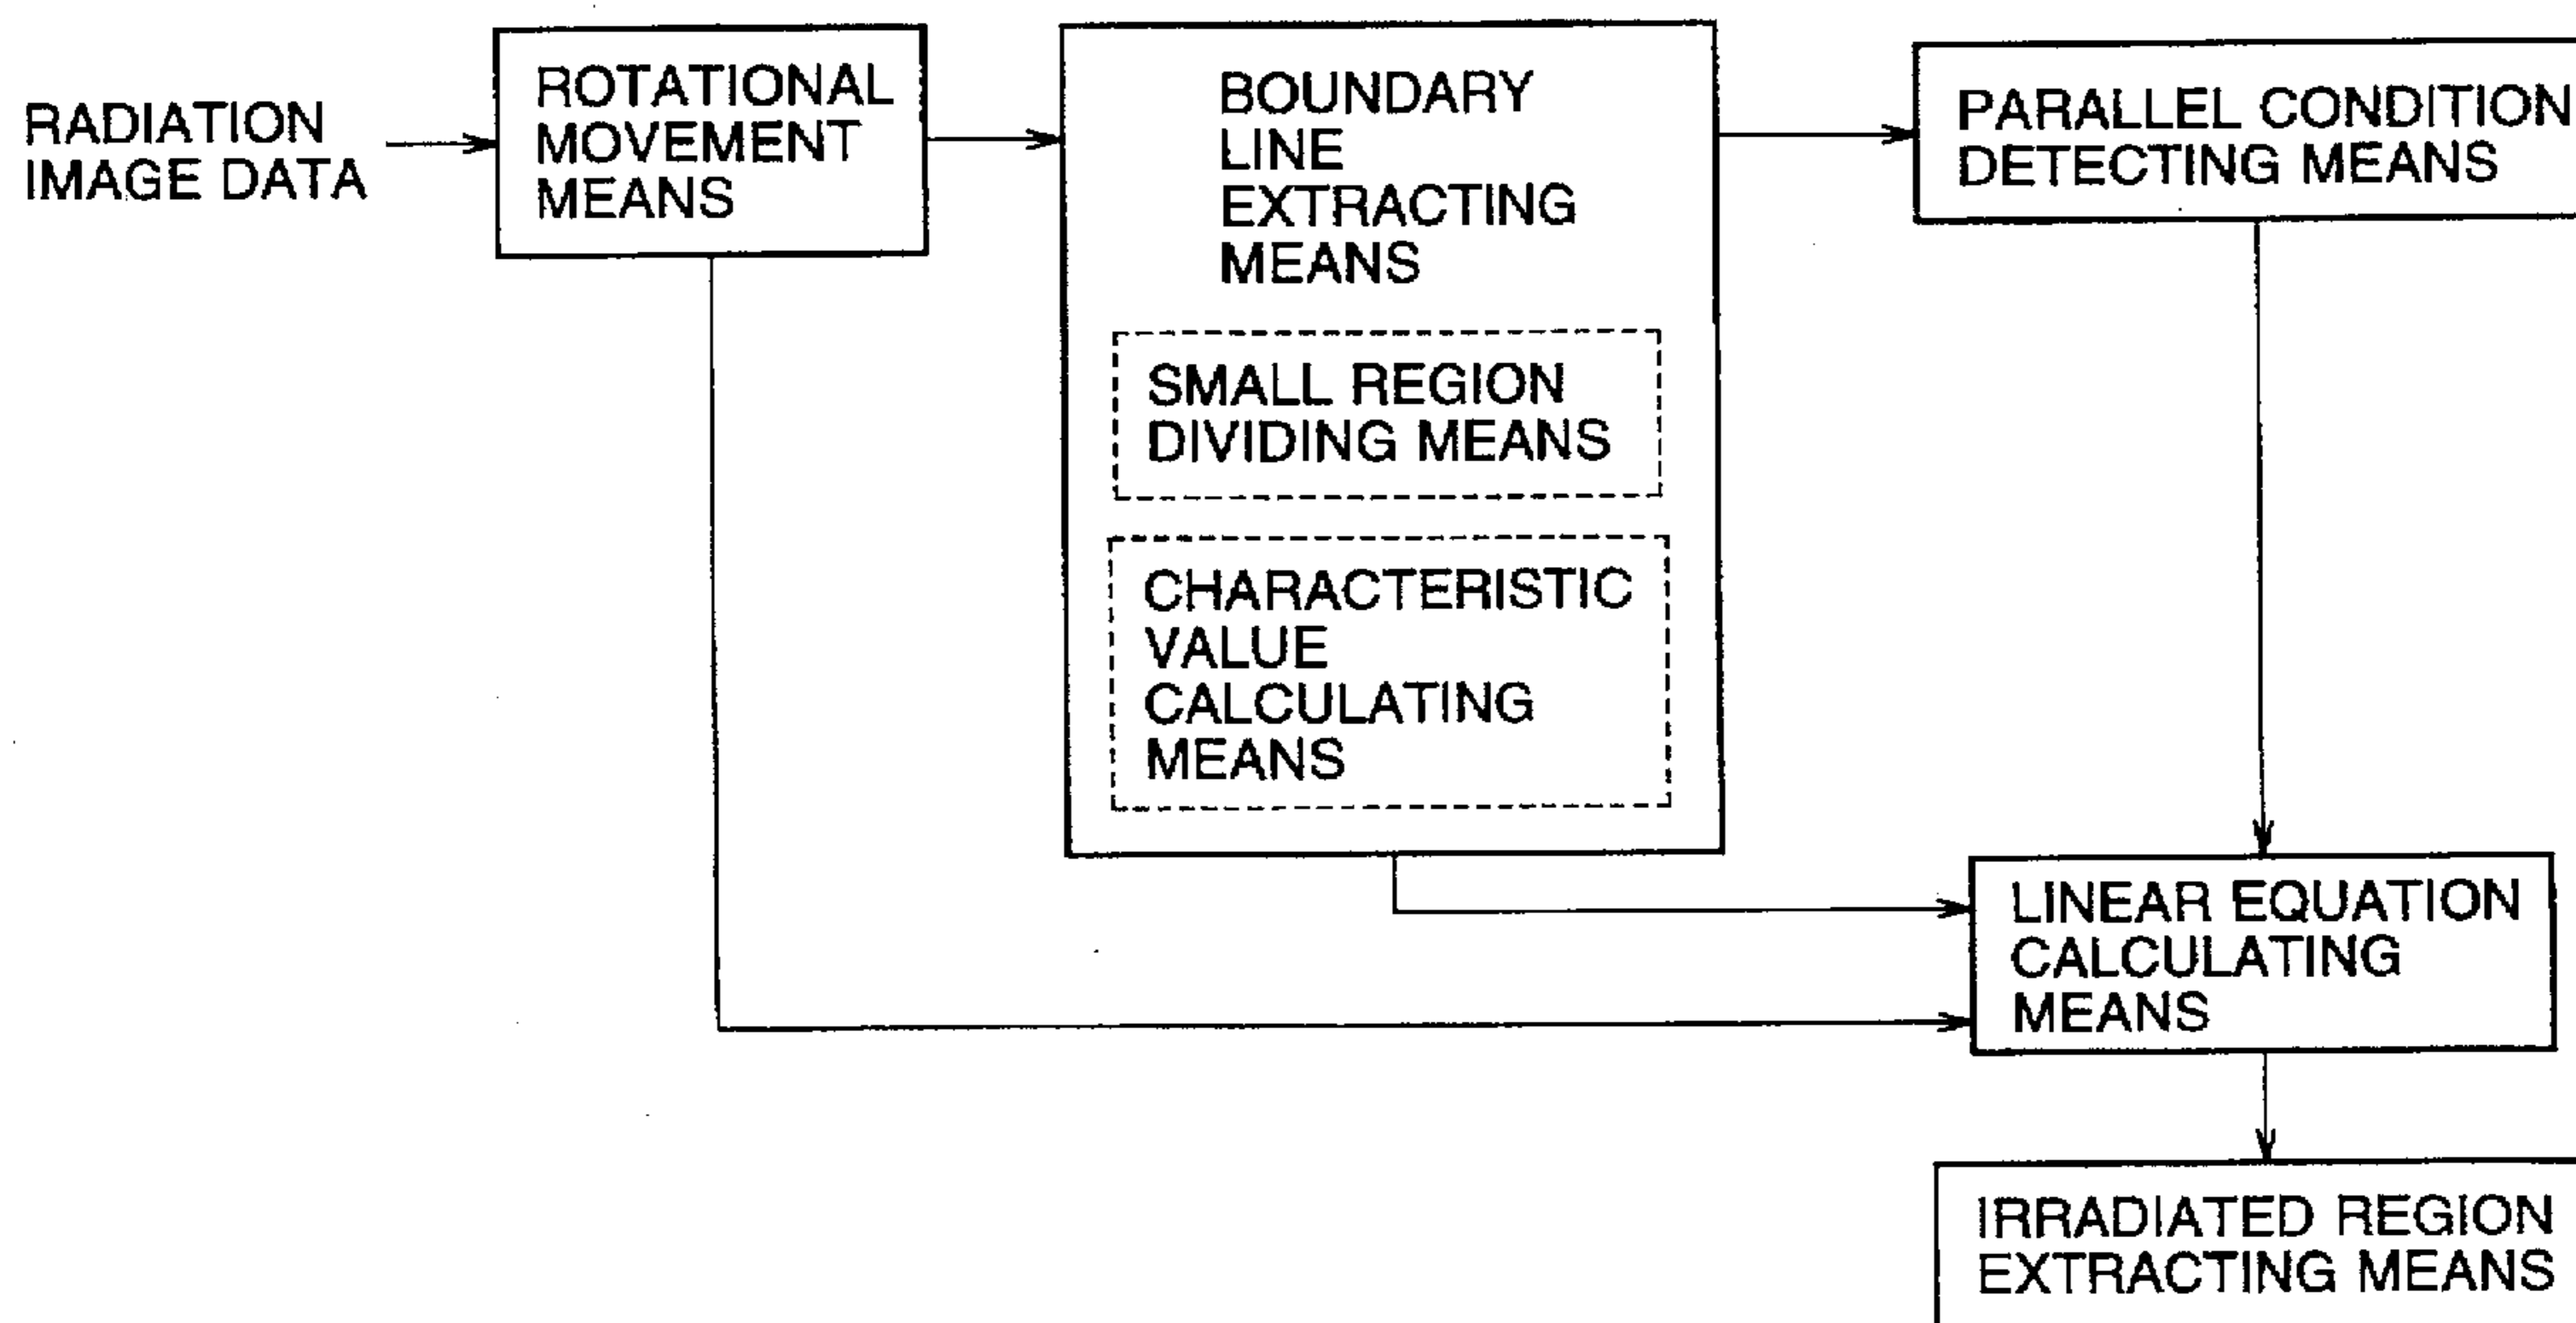 RADIATION
IMAGE DATA
ROTATIONAL
MOVEMENT
MEANS
BOUNDARY
LINE
EXTRACTING
MEANS
SMALL REGION
DIVIDING MEANS
CHARACTERISTIC
VALUE
CALCULATING
MEANS
PARALLEL CONDITION
DETECTING MEANS
LINEAR EQUATION
CALCULATING
MEANS
IRRADIATED REGION
EXTRACTING MEANS